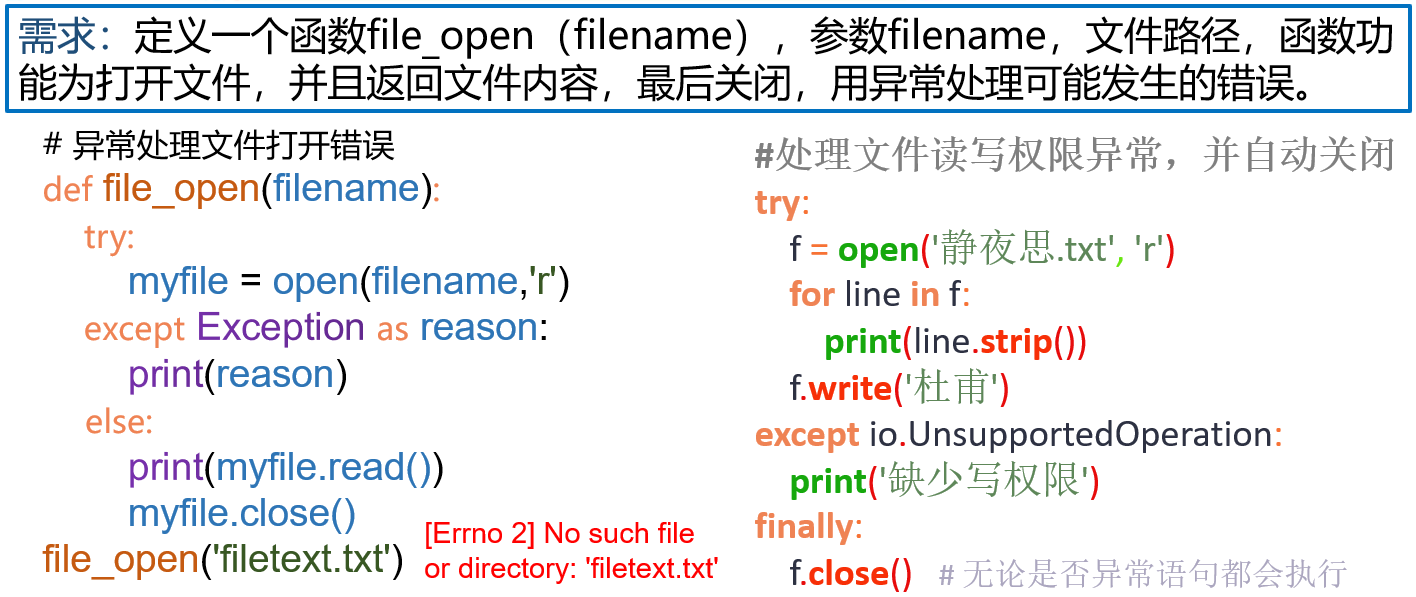 需求：定义一个函数file_open（filename），参数filename，文件路径，函数功
能为打开文件，并且返回文件内容，最后关闭，用异常处理可能发生的错误。
# 异常处理文件打开错误
def file_open(filename):
    try:
        myfile = open(filename,'r')
    except Exception as reason:
        print(reason)
    else:
        print(myfile.read())
        myfile.close()
file_open('filetext.txt')
[Errno 2] No such file
or directory: 'filetext.txt'
#处理文件读写权限异常，并自动关闭
try:
    f = open('静夜思.txt', 'r')
    for line in f:
        print(line.strip())
    f.write('杜甫')
except io.UnsupportedOperation:
    print('缺少写权限')
finally:
    f.close()   # 无论是否异常语句都会执行